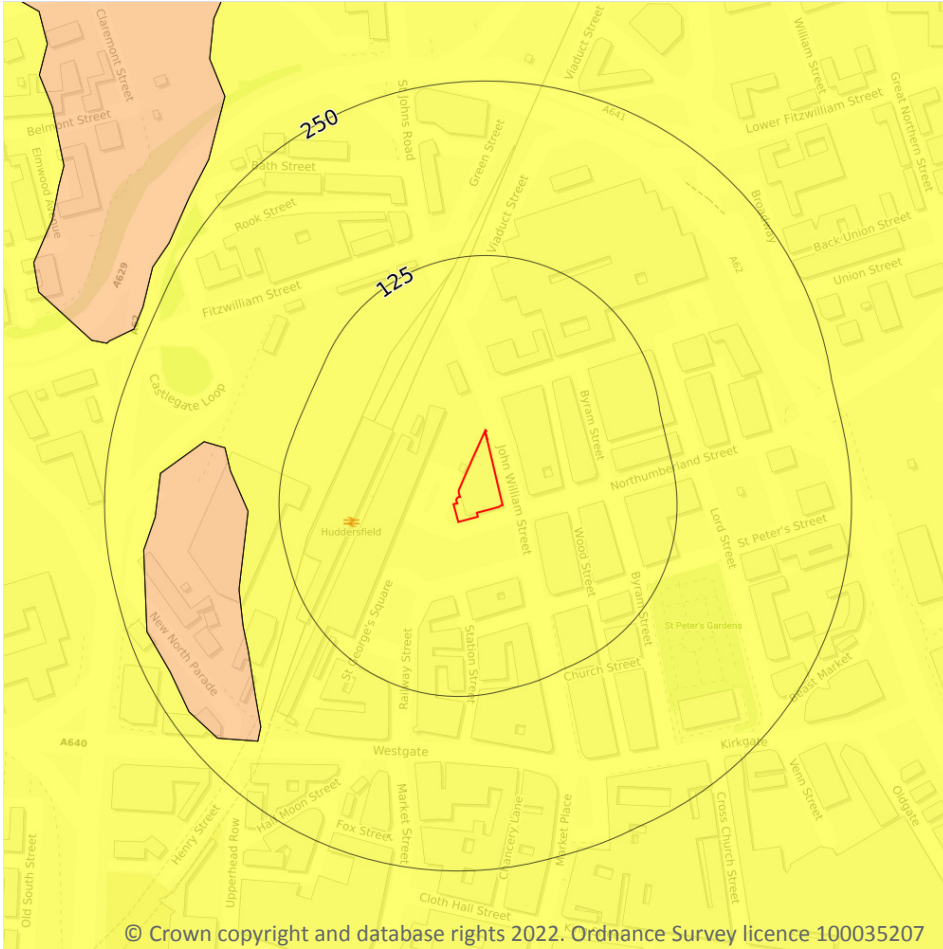 Claremont Street
Belmont Street
Elmwood Avenue
A629
A62
St Johns Road
Viaduct Street
A641
William Street
Great Northern Street
Lower Fitzwilliam Street
250
Green Street
Bath Street
Rook Street
Viaduct Street
Broadway
Back Union Street
A62
Union Street
125
Fitzwilliam Street
Castlegate Loop
Byram Street
John William Street
Northumberland Street
Huddersfield
Lord Street
St Peter's Street
Wood Street
Byram Street
St George's Square
New North Parade
Railway Street
Station Street
St Peter's Gardens
Church Street
Beast Market
A640
Westgate
Kirkgate
Venn Street
Oldgate
Half Moon Street
Henry Street
Fox Street
Market Street
Chancery Lane
Market Place
Cross Church Street
Old South Street
Upperhead Row
Cloth Hall Street
© Crown copyright and database rights 2022. Ordnance Survey licence 100035207